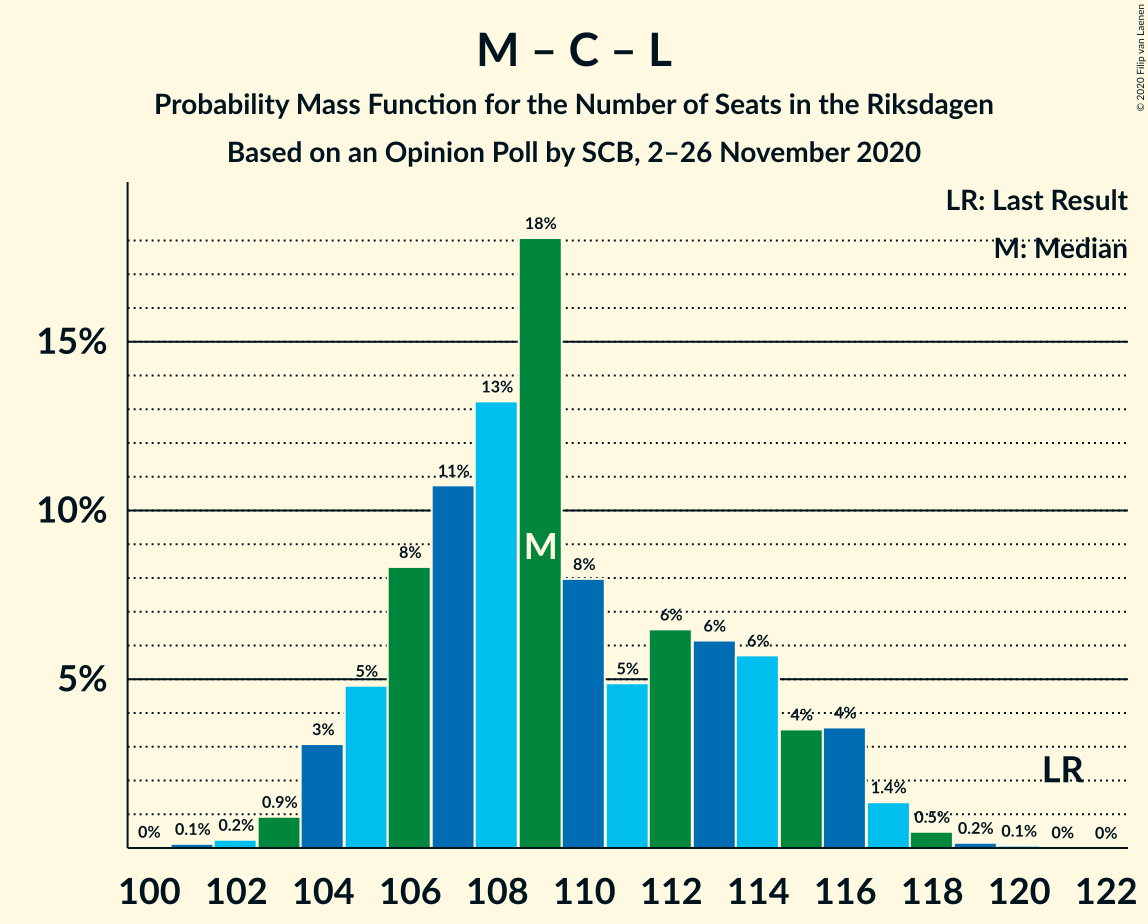 M – C – L
Probability Mass Function for the Number of Seats in the Riksdagen
Based on an Opinion Poll by SCB, 2–26 November 2020
© 2020 Filip van Laenen
LR: Last Result
M: Median
15%
10%
5%
0%
0.1%
0.2%
0.9%
3%
5%
8%
11%
13%
18%
8%
5%
6%
6%
6%
4%
4%
1.4%
0.5%
0.2%
0.1%
0%
0%
M
LR
100 102 104 106 108 110 112 114 116 118 120 122